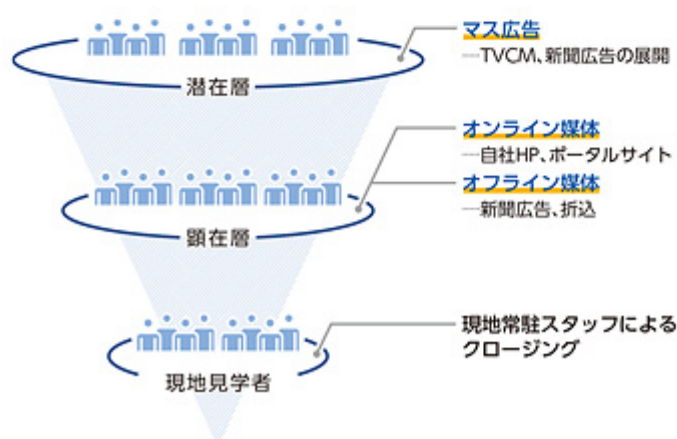 マス広告
TVCM、新聞広告の展開
潜在層
オンライン媒体
自社HP、ポータルサイト
オフライン媒体
新聞広告、折込
顕在層
現地常駐スタッフによる
クロージング
現地見学者